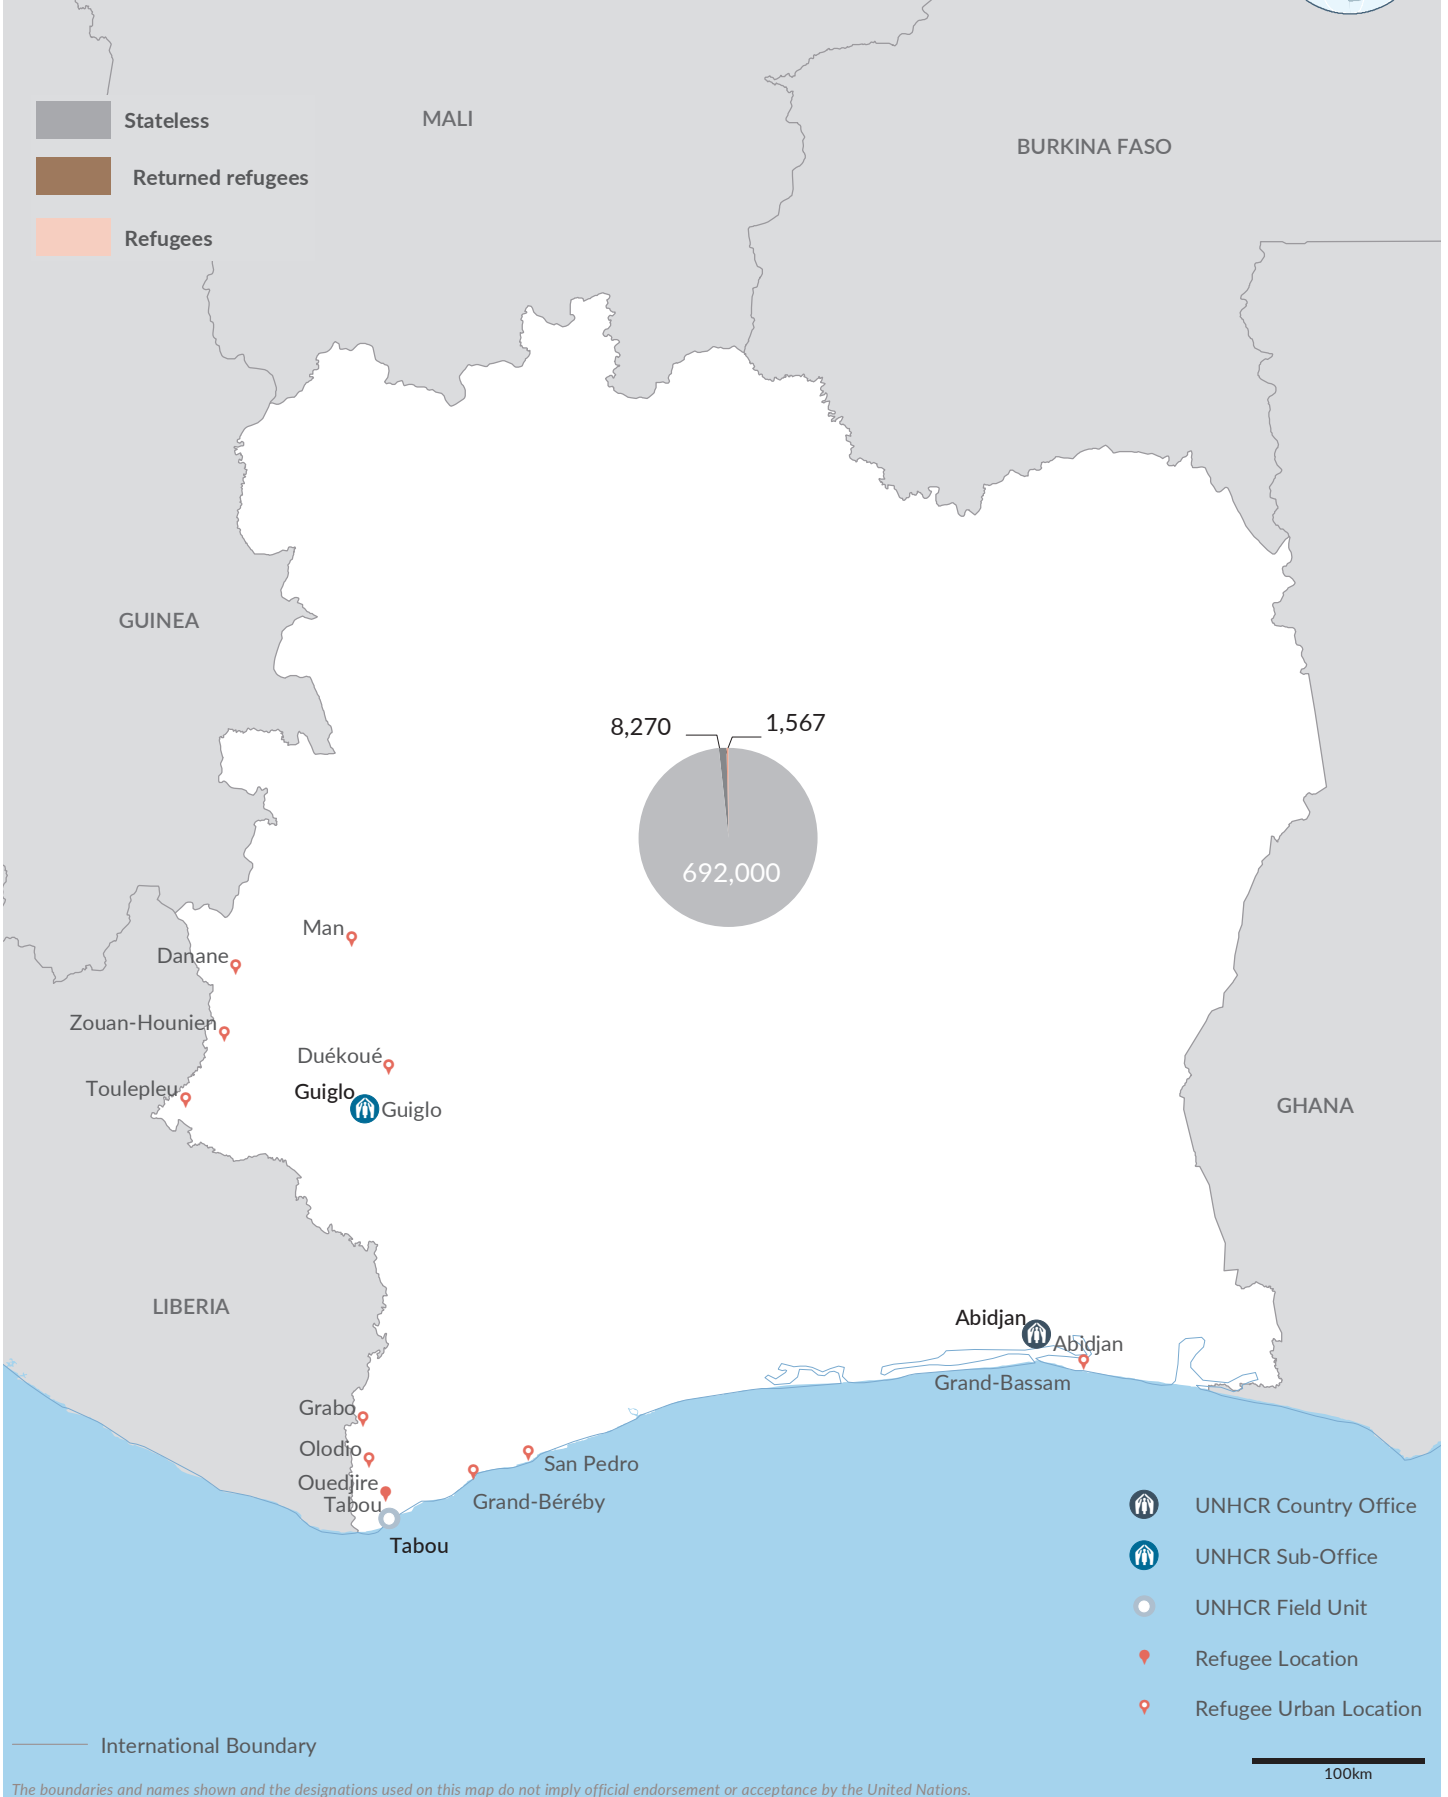 MALI
BURKINA FASO
Stateless
Returned refugees
Refugees
GUINEA
8,270
1,567
692,000
Man
Danane
Zouan-Hounien
Duékoué
Toulepleu
Guiglo
Guiglo
GHANA
LIBERIA
Abidjan
Abidjan
Grand-Bassam
Grabo
Olodio
San Pedro
Ouedjire
Tabou
Grand-Béréby
Tabou
UNHCR Country Office
UNHCR Sub-Office
UNHCR Field Unit
Refugee Location
Refugee Urban Location
International Boundary
100km
The boundaries and names shown and the designations used on this map do not imply official endorsement or acceptance by the United Nations.